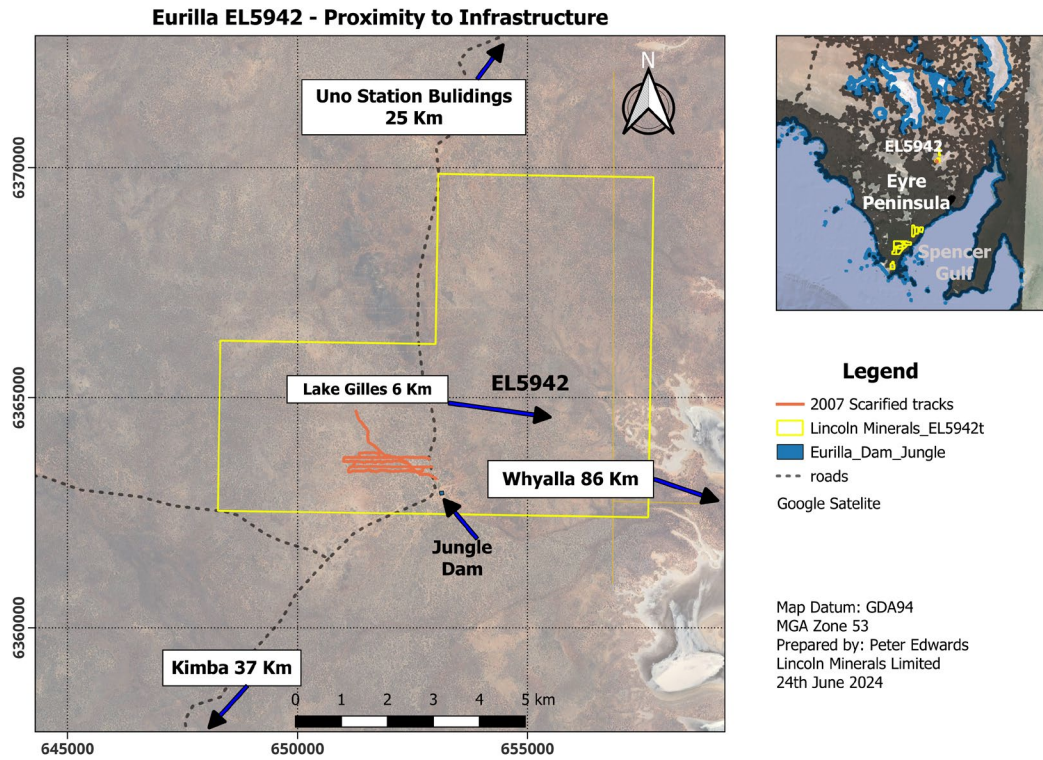 Eurilla EL5942 - Proximity to Infrastructure
Uno Station Bulidings
25 Km
N
6370000
6365000
6360000
Lake Gilles 6 Km
EL5942
Whyalla 86 Km
Jungle
Dam
Kimba 37 Km
0 1 2 3 4 5 km
645000 650000 655000
EL5942
Eyre
Peninsula
Spencer
Gulf
Legend
2007 Scarified tracks
Lincoln Minerals_EL5942t
Eurilla_Dam_Jungle
roads
Google Satelite
Map Datum: GDA94
MGA Zone 53
Prepared by: Peter Edwards
Lincoln Minerals Limited
24th June 2024